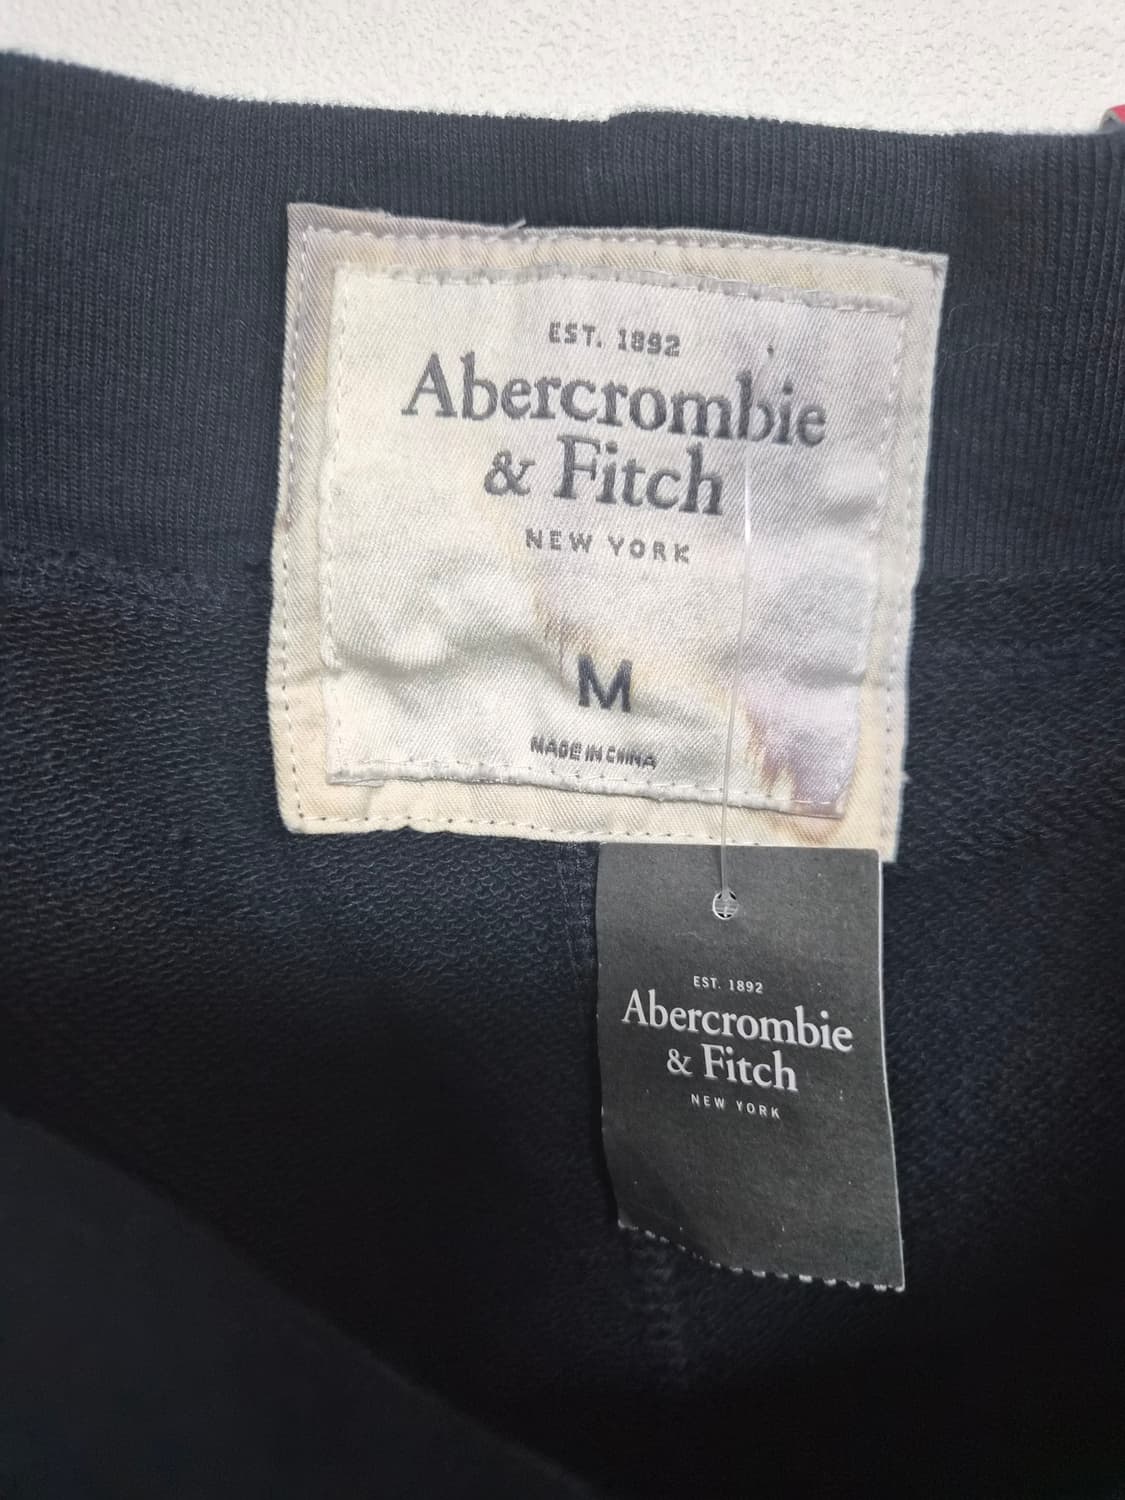 EST. 1892
Abercrombie
& Fitch
NEW YORK
M
MADE IN CHINA
EST. 1892
Abercrombie
& Fitch
NEW YORK